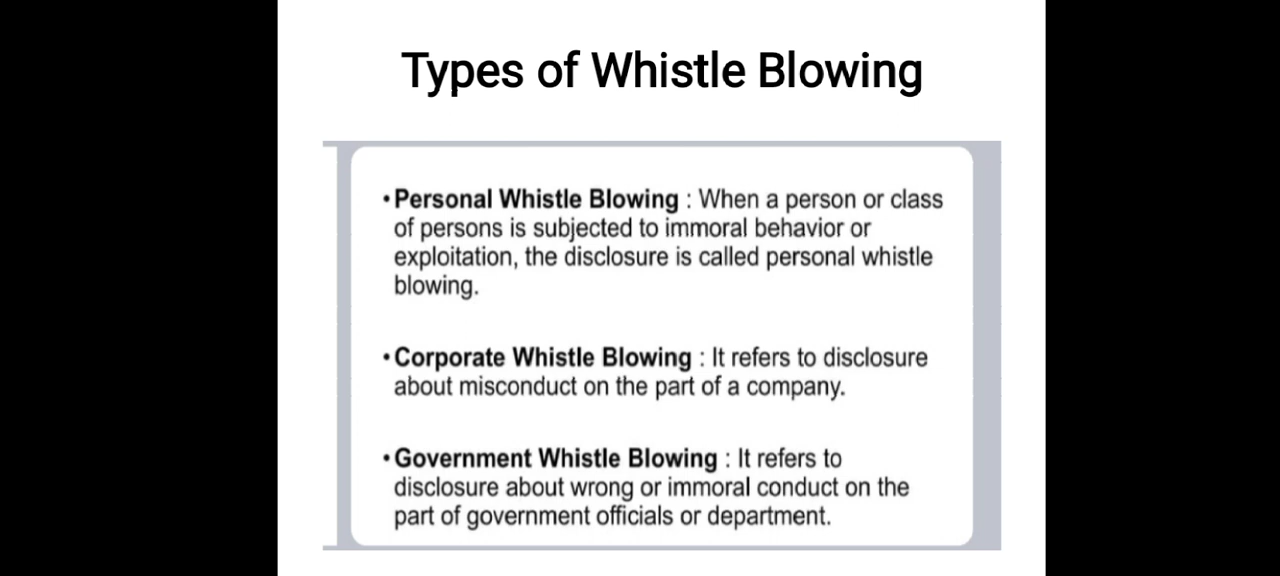 Types of Whistle Blowing
•Personal Whistle Blowing : When a person or class
of persons is subjected to immoral behavior or
exploitation, the disclosure is called personal whistle
blowing.
•Corporate Whistle Blowing : It refers to disclosure
about misconduct on the part of a company.
•Government Whistle Blowing : It refers to
disclosure about wrong or immoral conduct on the
part of government officials or department.